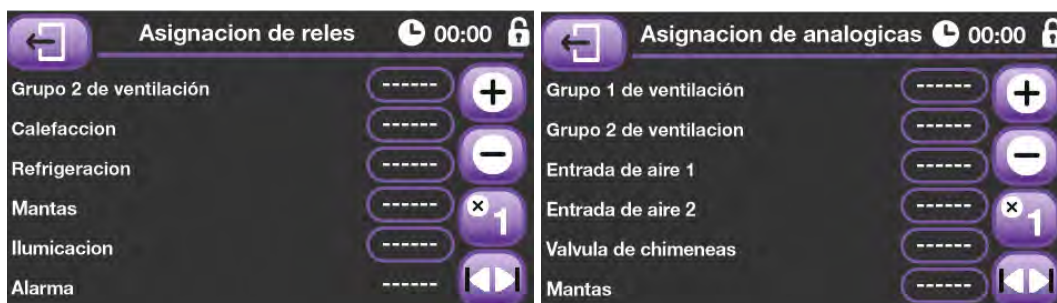 Asignacion de reles 00:00
Grupo 2 de ventilación ------
Calefaccion ------
Refrigeracion ------
Mantas ------
Ilumicacion ------
Alarma ------
+
−
×1
Asignacion de analogicas 00:00
Grupo 1 de ventilación ------
Grupo 2 de ventilacion ------
Entrada de aire 1 ------
Entrada de aire 2 ------
Valvula de chimeneas ------
Mantas ------
+
−
×1